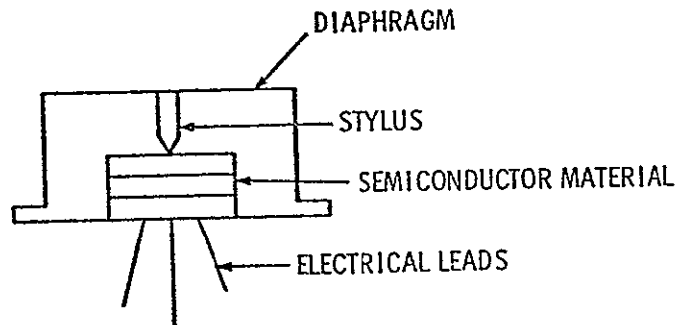 DIAPHRAGM
STYLUS
SEMICONDUCTOR MATERIAL
ELECTRICAL LEADS